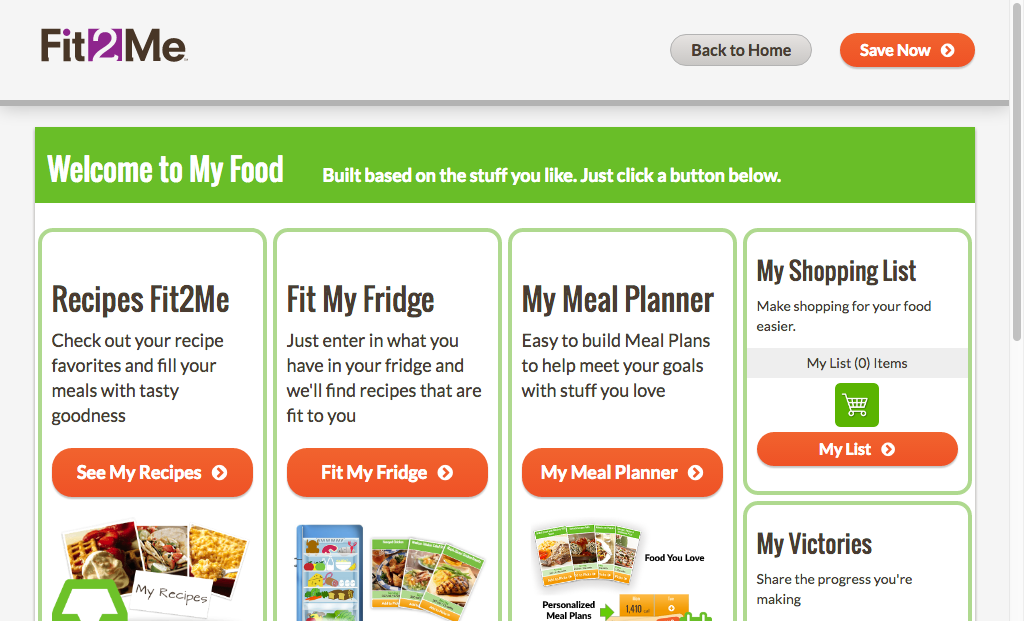 Fit2Me
Back to Home
Save Now
Welcome to My Food
Built based on the stuff you like. Just click a button below.
Recipes Fit2Me
Check out your recipe
favorites and fill your
meals with tasty
goodness
See My Recipes
My Recipes
Fit My Fridge
Just enter in what you
have in your fridge and
we'll find recipes that are
fit to you
Fit My Fridge
My Meal Planner
Easy to build Meal Plans
to help meet your goals
with stuff you love
My Meal Planner
Food You Love
Personalized
Meal Plans
1,410
My Shopping List
Make shopping for your food
easier.
My List (0) Items
My List
My Victories
Share the progress you're
making